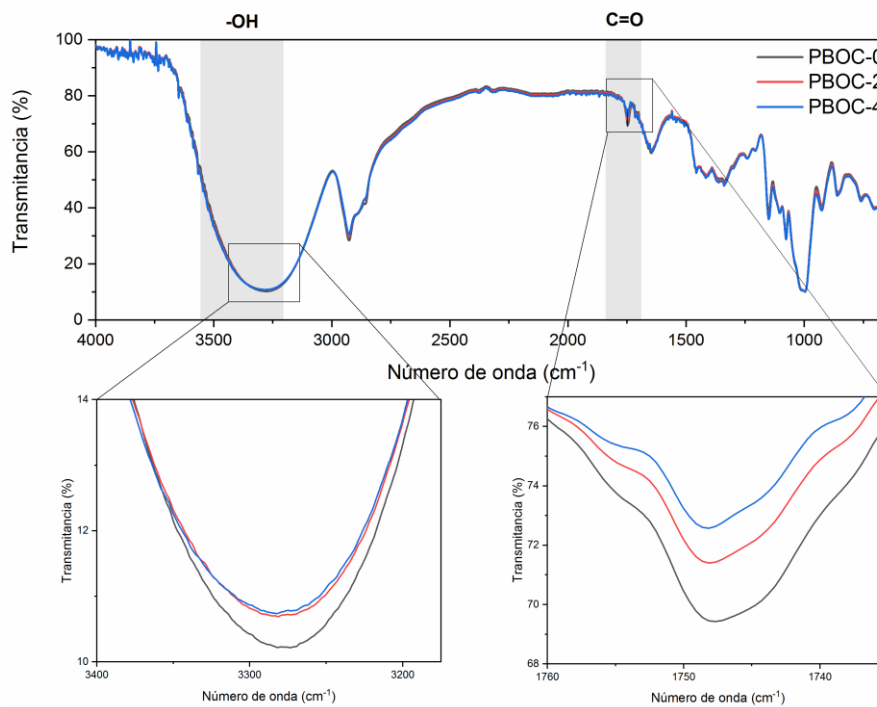 -OH C=O
100
80
60
40
20
0
Transmitancia (%)
PBOC-0
PBOC-2
PBOC-4
4000 3500 3000 2500 2000 1500 1000
Número de onda (cm⁻¹)
14
12
11
10
Transmitancia (%)
3400 3300 3200
Número de onda (cm⁻¹)
76
74
72
70
68
Transmitancia (%)
1760 1750 1740
Número de onda (cm⁻¹)